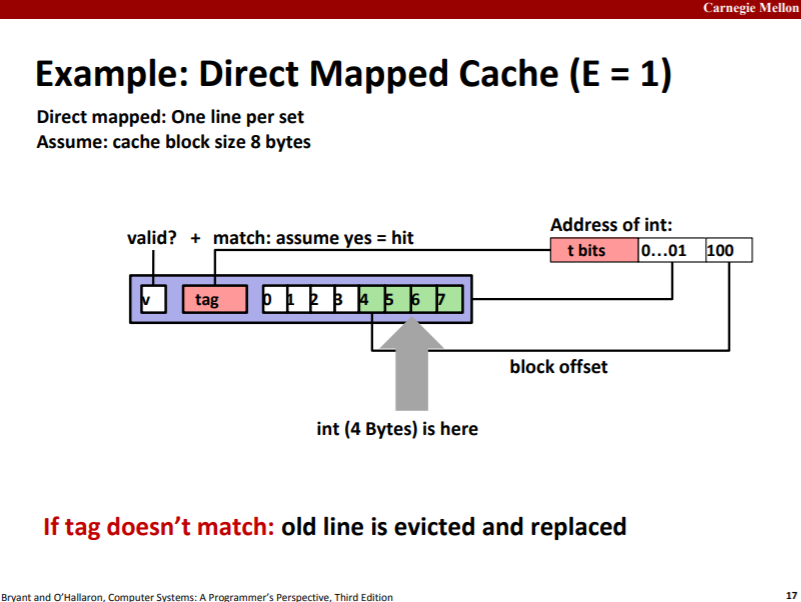 Carnegie Mellon
Example: Direct Mapped Cache (E = 1)
Direct mapped: One line per set
Assume: cache block size 8 bytes
Address of int:
valid? + match: assume yes = hit
t bits 0...01 100
v tag 0 1 2 3 4 5 6 7
block offset
int (4 Bytes) is here
If tag doesn’t match: old line is evicted and replaced
Bryant and O’Hallaron, Computer Systems: A Programmer’s Perspective, Third Edition 17